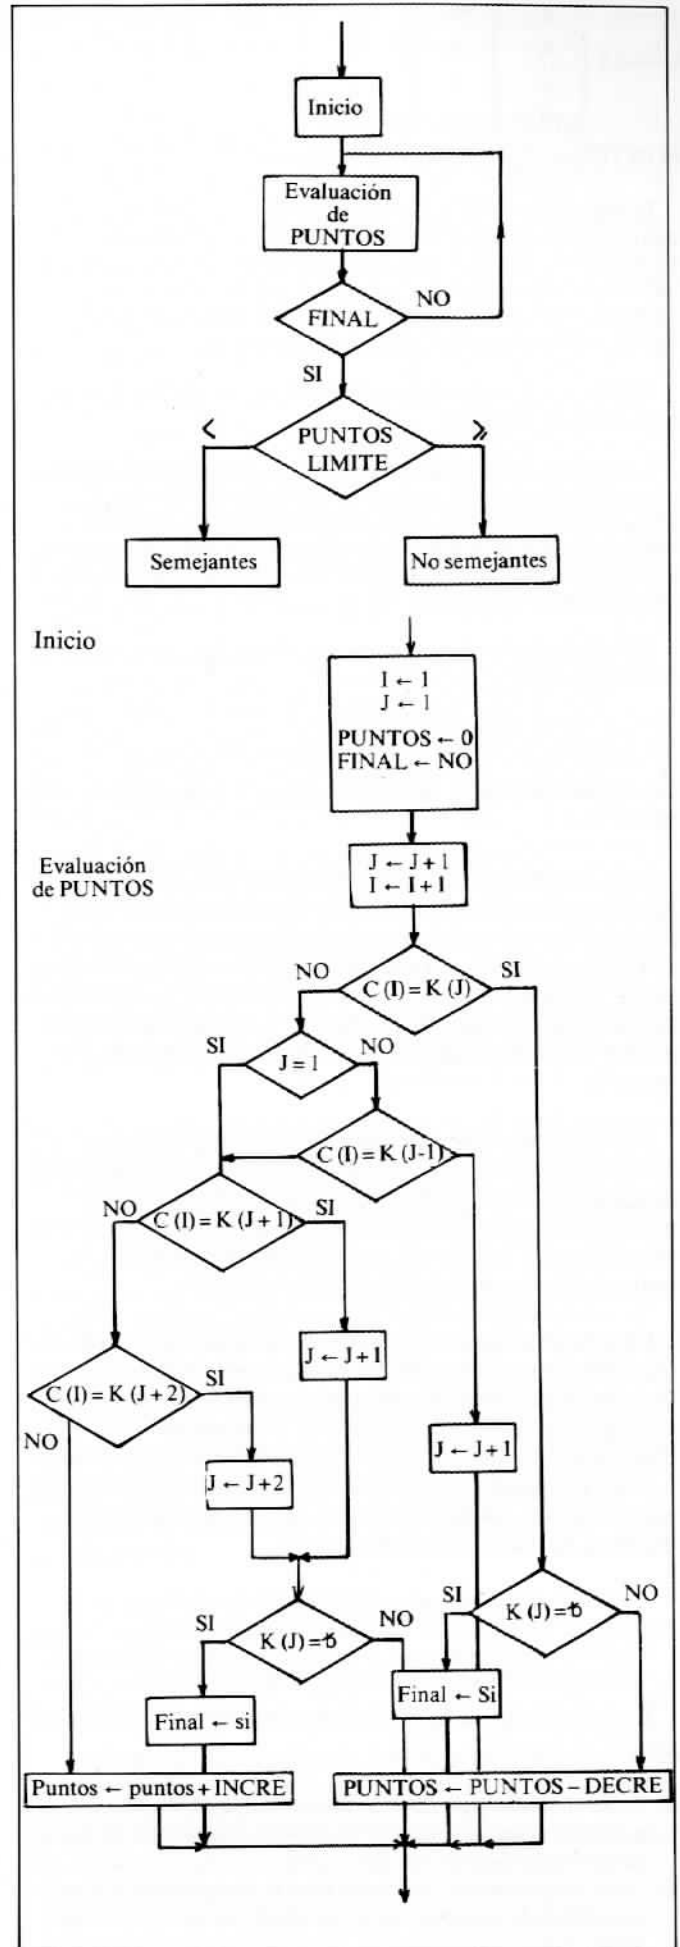 Inicio
Evaluación
de
PUNTOS
FINAL
NO
SI
<
PUNTOS
LIMITE
≥
Semejantes
No semejantes
Inicio
I ← 1
J ← 1
PUNTOS ← 0
FINAL ← NO
Evaluación
de PUNTOS
J ← J+1
I ← I+1
NO
C (I) = K (J)
SI
SI
J = 1
NO
C (I) = K (J-1)
NO
C (I) = K (J + 1)
SI
J ← J+1
C (I) = K (J + 2)
SI
NO
J ← J+1
J ← J+2
SI
K (J) = ƀ
NO
SI
K (J) = ƀ
NO
Final ← si
Final ← Si
Puntos ← puntos + INCRE
PUNTOS ← PUNTOS – DECRE